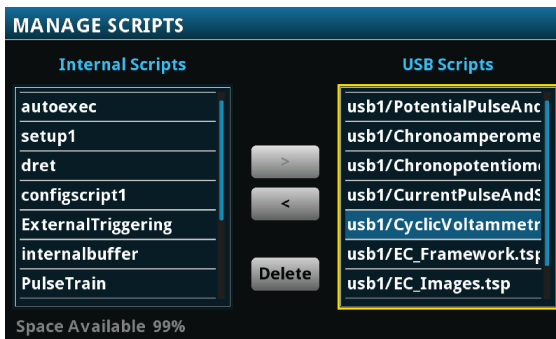 MANAGE SCRIPTS
Internal Scripts
autoexec
setup1
dret
configscript1
ExternalTriggering
internalbuffer
PulseTrain
>
<
Delete
USB Scripts
usb1/PotentialPulseAnd
usb1/Chronoamperome
usb1/Chronopotentiom
usb1/CurrentPulseAndS
usb1/CyclicVoltammetr
usb1/EC_Framework.tsp
usb1/EC_Images.tsp
Space Available 99%